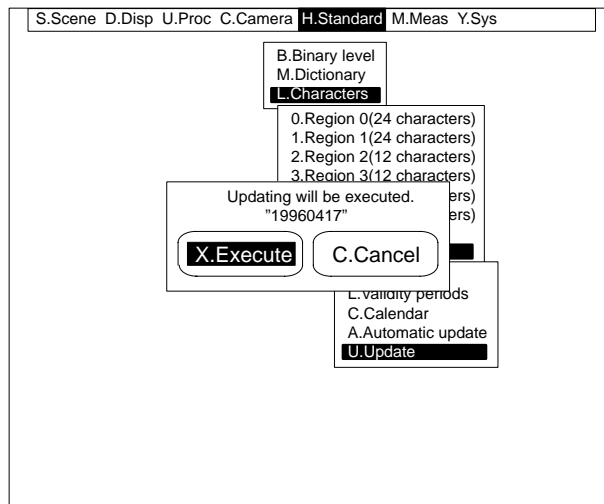 S.Scene D.Disp U.Proc C.Camera H.Standard M.Meas Y.Sys
B.Binary level
M.Dictionary
L.Characters
0.Region 0(24 characters)
1.Region 1(24 characters)
2.Region 2(12 characters)
3.Region 3(12 characters)
Updating will be executed.
"19960417"
X.Execute C.Cancel
L.Validity periods
C.Calendar
A.Automatic update
U.Update